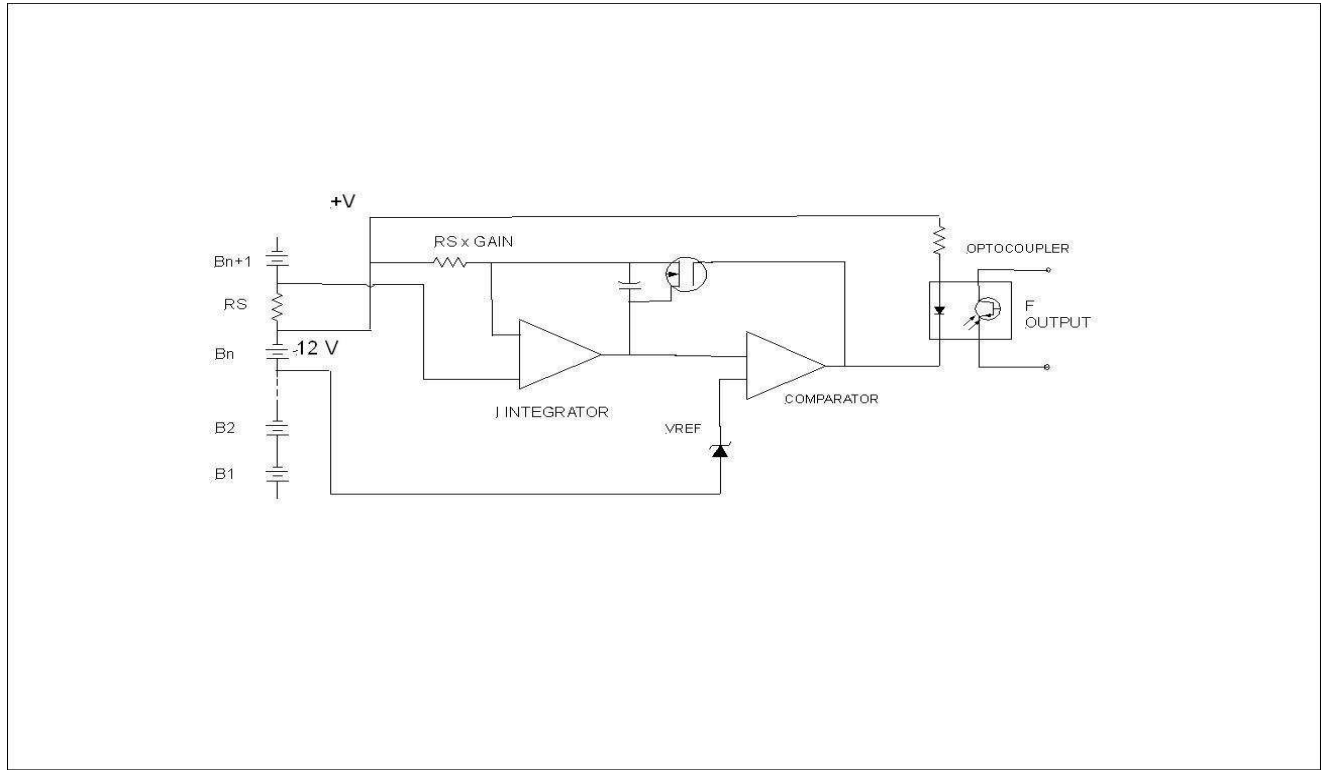 +V
RS x GAIN
OPTOCOUPLER
Bn+1
RS
F
OUTPUT
Bn
-12 V
COMPARATOR
I INTEGRATOR
VREF
B2
B1